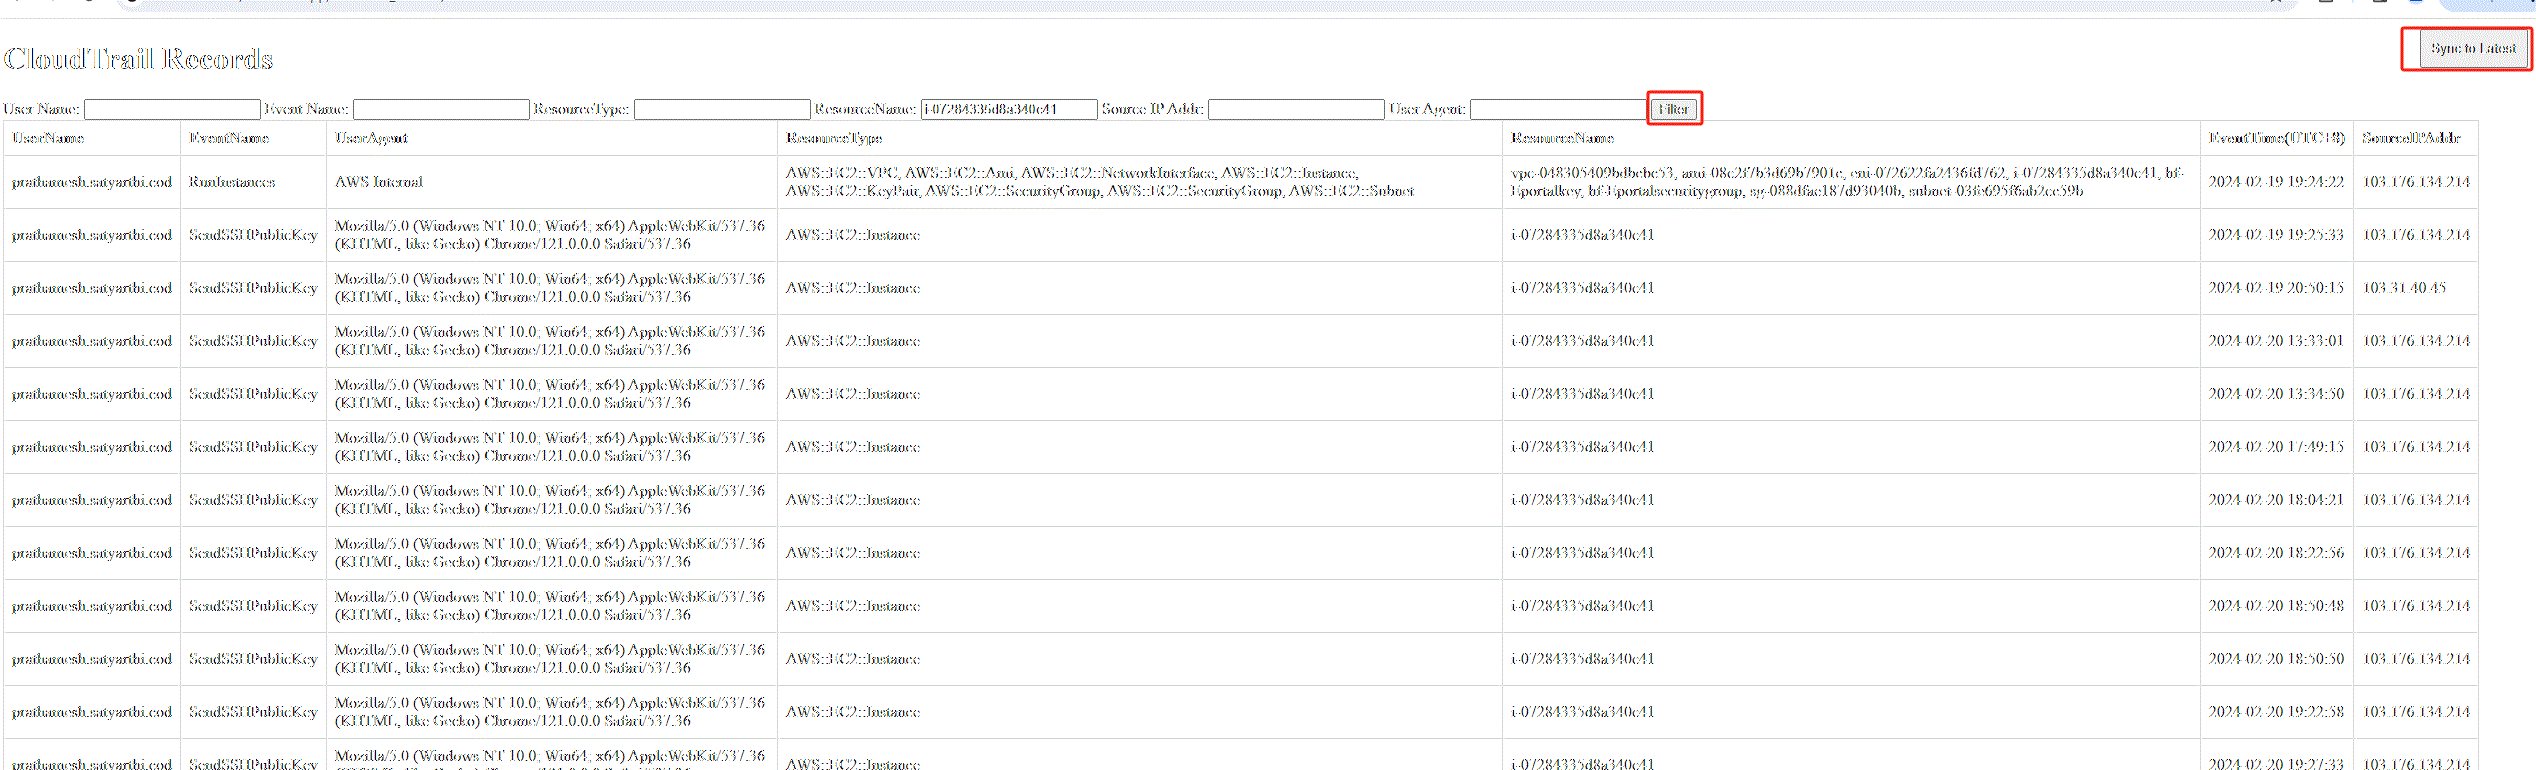 CloudTrail Records
Sync to Latest
User Name: Event Name: ResourceType: ResourceName: i-07284335d8a340c41 Source IP Addr: User Agent: Filter
UserName EventName UserAgent ResourceType ResourceName EventTime(UTC+8) SourceIPAddr
prathamesh.satyarthi.cod RunInstances AWS Internal AWS::EC2::VPC, AWS::EC2::Ami, AWS::EC2::NetworkInterface, AWS::EC2::Instance, AWS::EC2::KeyPair, AWS::EC2::SecurityGroup, AWS::EC2::SecurityGroup, AWS::EC2::Subnet vpc-048305409bdbebc53, ami-08e2f7b3d69b7901c, eni-072622fa2436fd762, i-07284335d8a340c41, bf-Eportalkey, bf-Eportalsecuritygroup, sg-088dfae187d93040b, subnet-03fe695f6ab2ce59b 2024-02-19 19:24:22 103.176.134.214
prathamesh.satyarthi.cod SendSSHPublicKey Mozilla/5.0 (Windows NT 10.0; Win64; x64) AppleWebKit/537.36 (KHTML, like Gecko) Chrome/121.0.0.0 Safari/537.36 AWS::EC2::Instance i-07284335d8a340c41 2024-02-19 19:25:33 103.176.134.214
prathamesh.satyarthi.cod SendSSHPublicKey Mozilla/5.0 (Windows NT 10.0; Win64; x64) AppleWebKit/537.36 (KHTML, like Gecko) Chrome/121.0.0.0 Safari/537.36 AWS::EC2::Instance i-07284335d8a340c41 2024-02-19 20:50:15 103.31.40.45
prathamesh.satyarthi.cod SendSSHPublicKey Mozilla/5.0 (Windows NT 10.0; Win64; x64) AppleWebKit/537.36 (KHTML, like Gecko) Chrome/121.0.0.0 Safari/537.36 AWS::EC2::Instance i-07284335d8a340c41 2024-02-20 13:33:01 103.176.134.214
prathamesh.satyarthi.cod SendSSHPublicKey Mozilla/5.0 (Windows NT 10.0; Win64; x64) AppleWebKit/537.36 (KHTML, like Gecko) Chrome/121.0.0.0 Safari/537.36 AWS::EC2::Instance i-07284335d8a340c41 2024-02-20 13:34:50 103.176.134.214
prathamesh.satyarthi.cod SendSSHPublicKey Mozilla/5.0 (Windows NT 10.0; Win64; x64) AppleWebKit/537.36 (KHTML, like Gecko) Chrome/121.0.0.0 Safari/537.36 AWS::EC2::Instance i-07284335d8a340c41 2024-02-20 17:49:15 103.176.134.214
prathamesh.satyarthi.cod SendSSHPublicKey Mozilla/5.0 (Windows NT 10.0; Win64; x64) AppleWebKit/537.36 (KHTML, like Gecko) Chrome/121.0.0.0 Safari/537.36 AWS::EC2::Instance i-07284335d8a340c41 2024-02-20 18:04:21 103.176.134.214
prathamesh.satyarthi.cod SendSSHPublicKey Mozilla/5.0 (Windows NT 10.0; Win64; x64) AppleWebKit/537.36 (KHTML, like Gecko) Chrome/121.0.0.0 Safari/537.36 AWS::EC2::Instance i-07284335d8a340c41 2024-02-20 18:22:56 103.176.134.214
prathamesh.satyarthi.cod SendSSHPublicKey Mozilla/5.0 (Windows NT 10.0; Win64; x64) AppleWebKit/537.36 (KHTML, like Gecko) Chrome/121.0.0.0 Safari/537.36 AWS::EC2::Instance i-07284335d8a340c41 2024-02-20 18:50:48 103.176.134.214
prathamesh.satyarthi.cod SendSSHPublicKey Mozilla/5.0 (Windows NT 10.0; Win64; x64) AppleWebKit/537.36 (KHTML, like Gecko) Chrome/121.0.0.0 Safari/537.36 AWS::EC2::Instance i-07284335d8a340c41 2024-02-20 18:50:50 103.176.134.214
prathamesh.satyarthi.cod SendSSHPublicKey Mozilla/5.0 (Windows NT 10.0; Win64; x64) AppleWebKit/537.36 (KHTML, like Gecko) Chrome/121.0.0.0 Safari/537.36 AWS::EC2::Instance i-07284335d8a340c41 2024-02-20 19:22:58 103.176.134.214
prathamesh.satyarthi.cod SendSSHPublicKey Mozilla/5.0 (Windows NT 10.0; Win64; x64) AppleWebKit/537.36 AWS::EC2::Instance i-07284335d8a340c41 2024-02-20 19:27:33 103.176.134.214